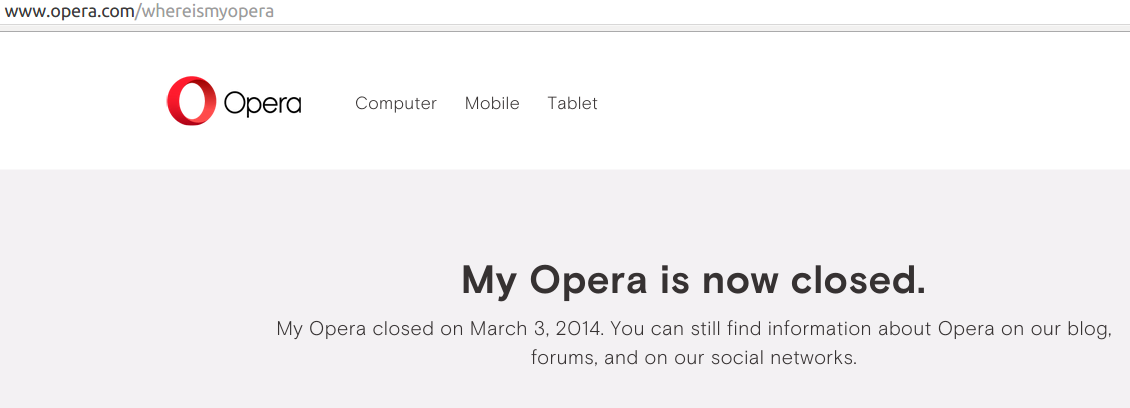 www.opera.com/whereismyopera
Opera Computer Mobile Tablet
My Opera is now closed.
My Opera closed on March 3, 2014. You can still find information about Opera on our blog,
forums, and on our social networks.